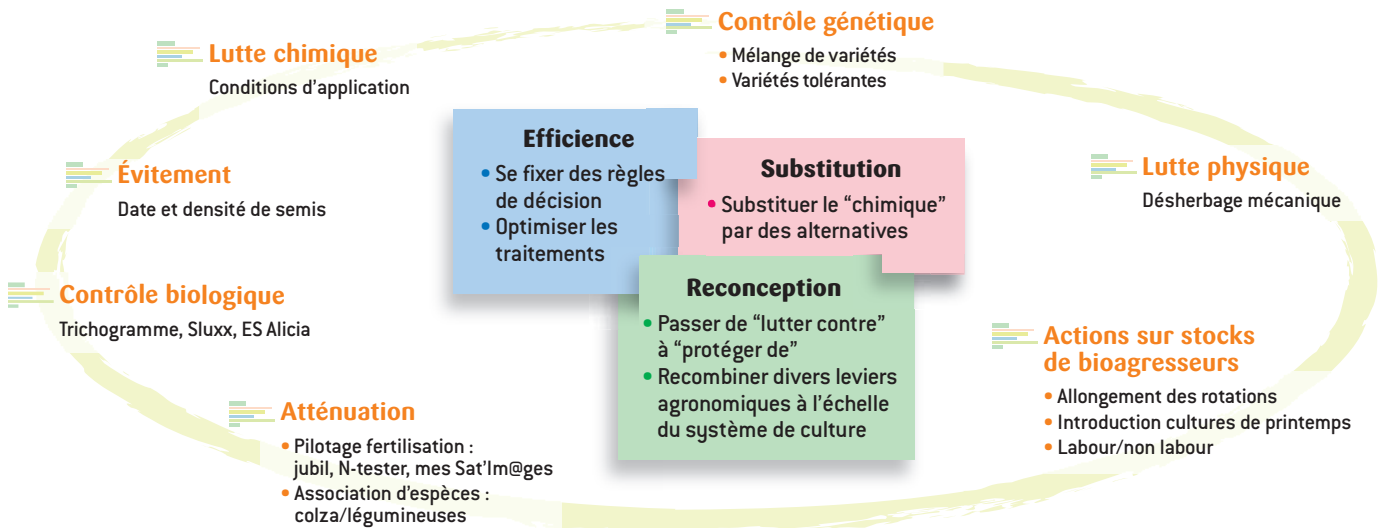 Contrôle génétique
• Mélange de variétés
• Variétés tolérantes
Lutte chimique
Conditions d'application
Évitement
Date et densité de semis
Contrôle biologique
Trichogramme, Sluxx, ES Alicia
Atténuation
• Pilotage fertilisation :
jubil, N-tester, mes Sat'Im@ges
• Association d'espèces :
colza/légumineuses
Efficience
• Se fixer des règles
de décision
• Optimiser les
traitements
Substitution
• Substituer le “chimique”
par des alternatives
Reconception
• Passer de “lutter contre”
à “protéger de”
• Recombiner divers leviers
agronomiques à l'échelle
du système de culture
Lutte physique
Désherbage mécanique
Actions sur stocks
de bioagresseurs
• Allongement des rotations
• Introduction cultures de printemps
• Labour/non labour